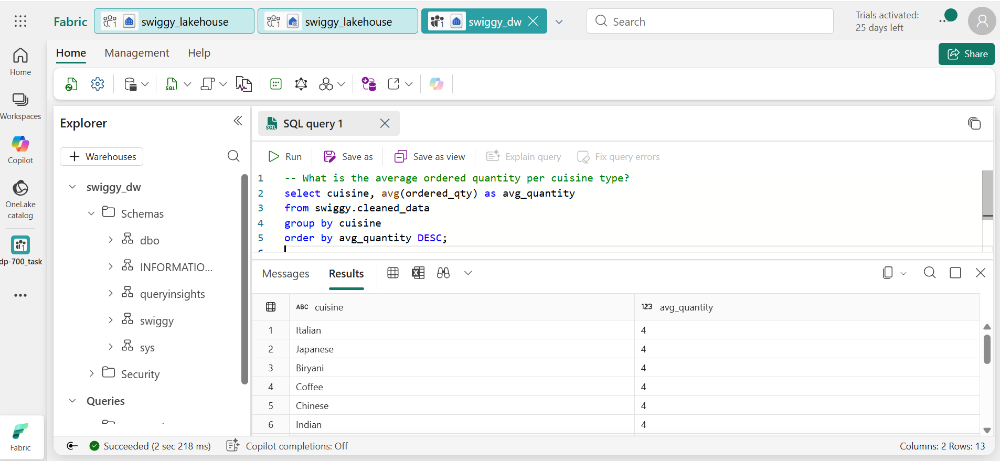 Fabric
swiggy_lakehouse
swiggy_lakehouse
swiggy_dw
Search
Trials activated:
25 days left
Home
Management
Help
Share
Home
Workspaces
Copilot
OneLake
catalog
dp-700_task
Fabric
Explorer
Warehouses
swiggy_dw
Schemas
dbo
INFORMATIO...
queryinsights
swiggy
sys
Security
Queries
SQL query 1
Run
Save as
Save as view
Explain query
Fix query errors
1 -- What is the average ordered quantity per cuisine type?
2 select cuisine, avg(ordered_qty) as avg_quantity
3 from swiggy.cleaned_data
4 group by cuisine
5 order by avg_quantity DESC;
Messages
Results
ABC cuisine 123 avg_quantity
1 Italian 4
2 Japanese 4
3 Biryani 4
4 Coffee 4
5 Chinese 4
6 Indian 4
Succeeded (2 sec 218 ms)
Copilot completions: Off
Columns: 2 Rows: 13